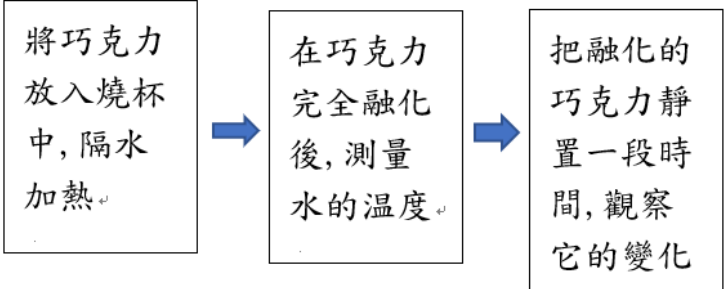 將巧克力
放入燒杯
中, 隔水
加熱
在巧克力
完全融化
後, 測量
水的温度
把融化的
巧克力靜
置一段時
間, 觀察
它的變化